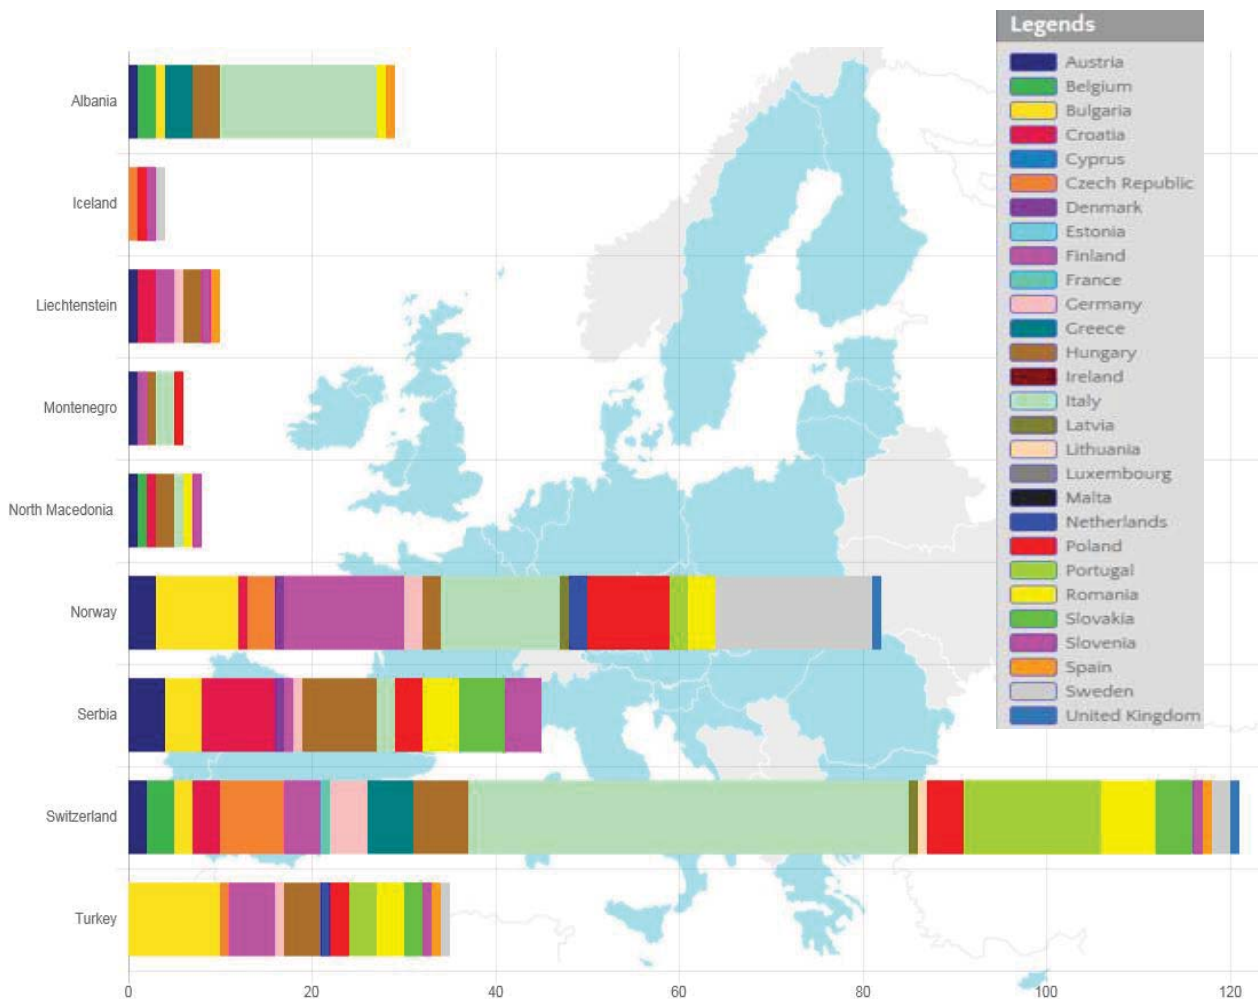 Legends
Austria
Belgium
Bulgaria
Croatia
Cyprus
Czech Republic
Denmark
Estonia
Finland
France
Germany
Greece
Hungary
Ireland
Italy
Latvia
Lithuania
Luxembourg
Malta
Netherlands
Poland
Portugal
Romania
Slovakia
Slovenia
Spain
Sweden
United Kingdom
Albania
Iceland
Liechtenstein
Montenegro
North Macedonia
Norway
Serbia
Switzerland
Turkey
0 20 40 60 80 100 120